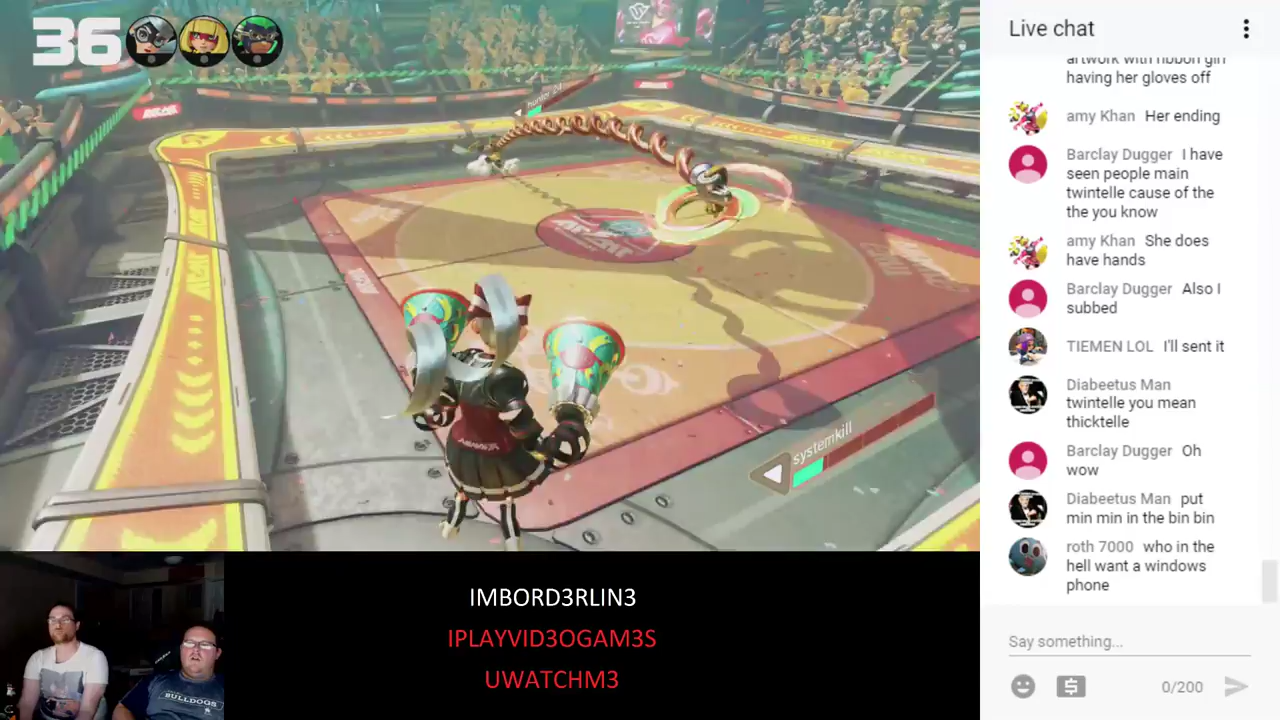 36
hunter 24
systemkill
IMBORD3RLIN3
IPLAYVID3OGAM3S
UWATCHM3
BULLDOGS
Live chat
artwork with ribbon girl
having her gloves off
amy Khan Her ending
Barclay Dugger I have
seen people main
twintelle cause of the
the you know
amy Khan She does
have hands
Barclay Dugger Also I
subbed
TIEMEN LOL I'll sent it
Diabeetus Man
twintelle you mean
thicktelle
Barclay Dugger Oh
wow
Diabeetus Man put
min min in the bin bin
roth 7000 who in the
hell want a windows
phone
Say something...
0/200